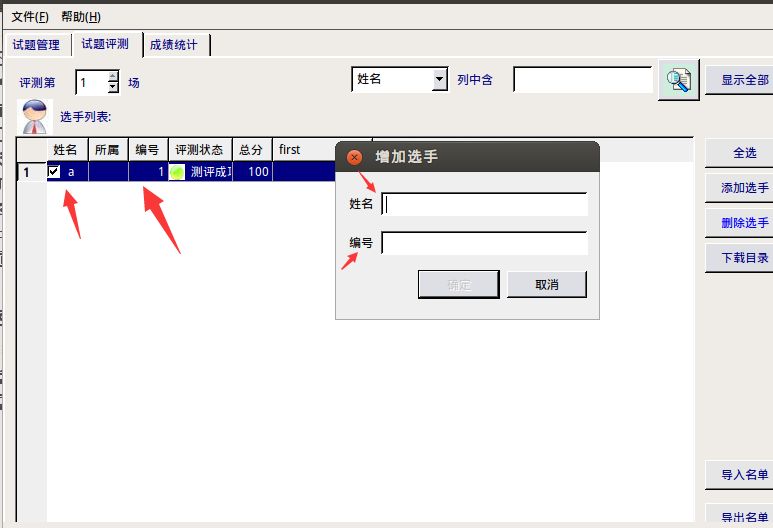 文件(F) 帮助(H)
试题管理 试题评测 成绩统计
评测第 1 场 姓名 列中含 显示全部
选手列表:
姓名 所属 编号 评测状态 总分 first
1 a 1 测评成 100
增加选手
姓名
编号
确定 取消
全选
添加选手
删除选手
下载目录
导入名单
导出名单